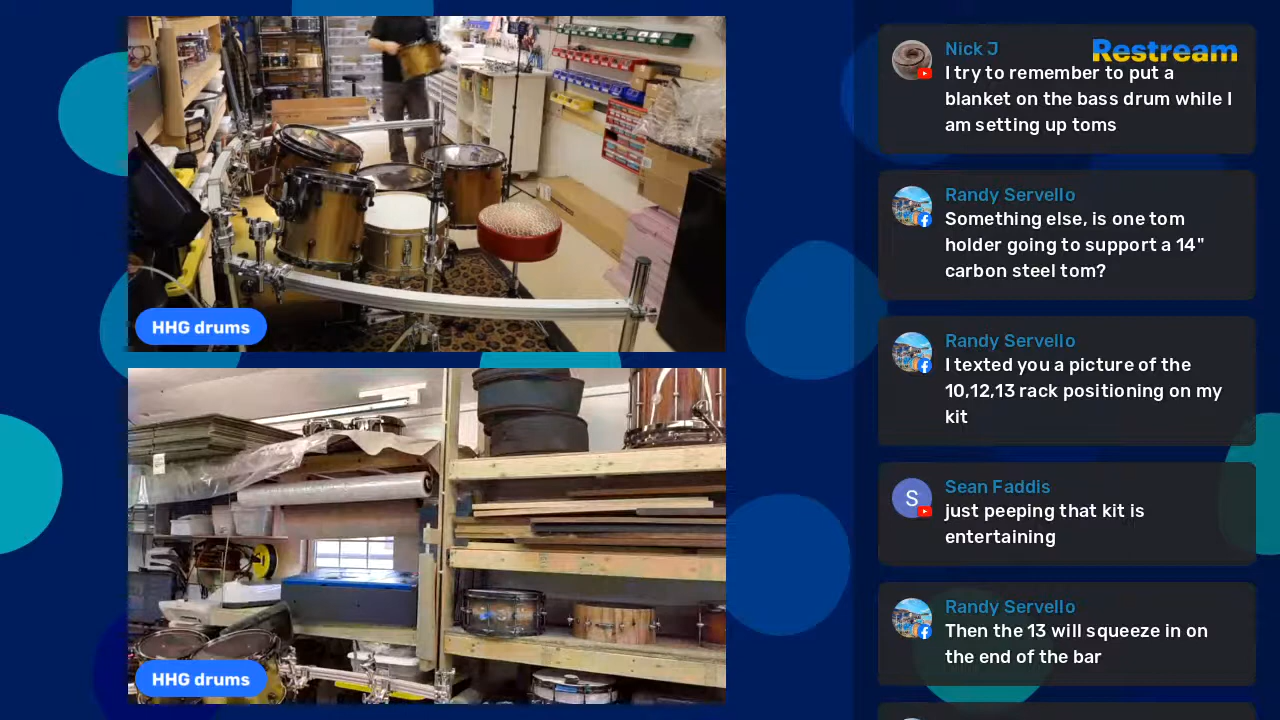 HHG drums
HHG drums
Restream
Nick J
I try to remember to put a
blanket on the bass drum while I
am setting up toms
Randy Servello
Something else, is one tom
holder going to support a 14"
carbon steel tom?
Randy Servello
I texted you a picture of the
10,12,13 rack positioning on my
kit
S
Sean Faddis
just peeping that kit is
entertaining
Randy Servello
Then the 13 will squeeze in on
the end of the bar